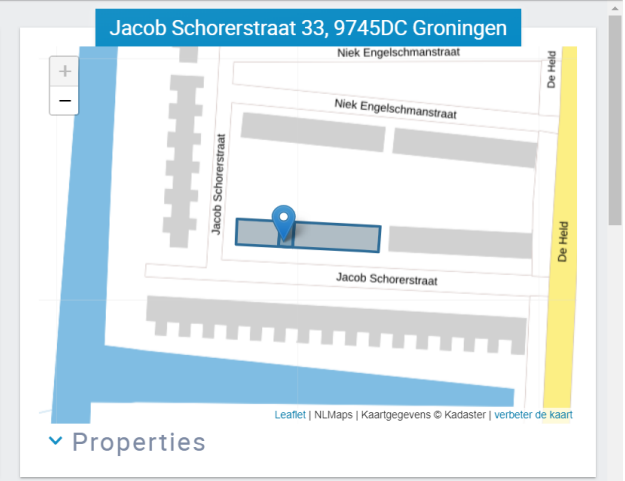 Jacob Schorerstraat 33, 9745DC Groningen
+
−
Niek Engelschmanstraat
De Held
Niek Engelschmanstraat
Jacob Schorerstraat
De Held
Jacob Schorerstraat
Leaflet | NLMaps | Kaartgegevens © Kadaster | verbeter de kaart
Properties